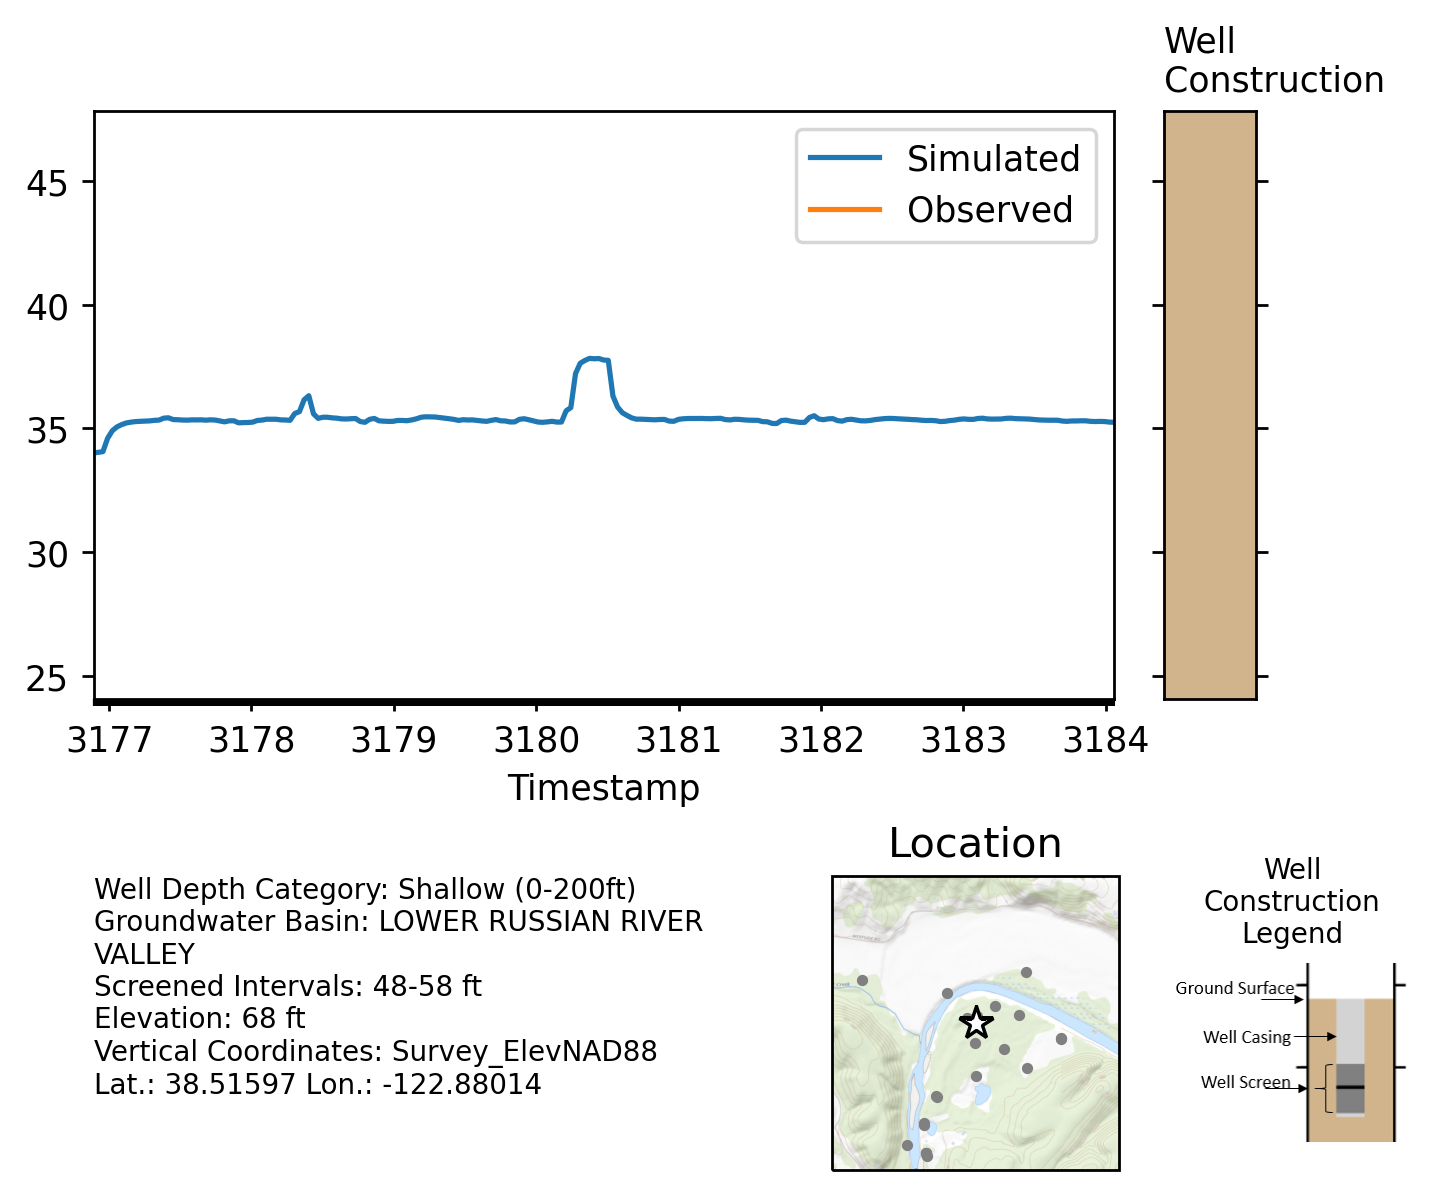 Well
Construction
Simulated
Observed
45
40
35
30
25
3177 3178 3179 3180 3181 3182 3183 3184
Timestamp
Location
Well Depth Category: Shallow (0-200ft)
Groundwater Basin: LOWER RUSSIAN RIVER
VALLEY
Screened Intervals: 48-58 ft
Elevation: 68 ft
Vertical Coordinates: Survey_ElevNAD88
Lat.: 38.51597 Lon.: -122.88014
Well
Construction
Legend
Ground Surface
Well Casing
Well Screen